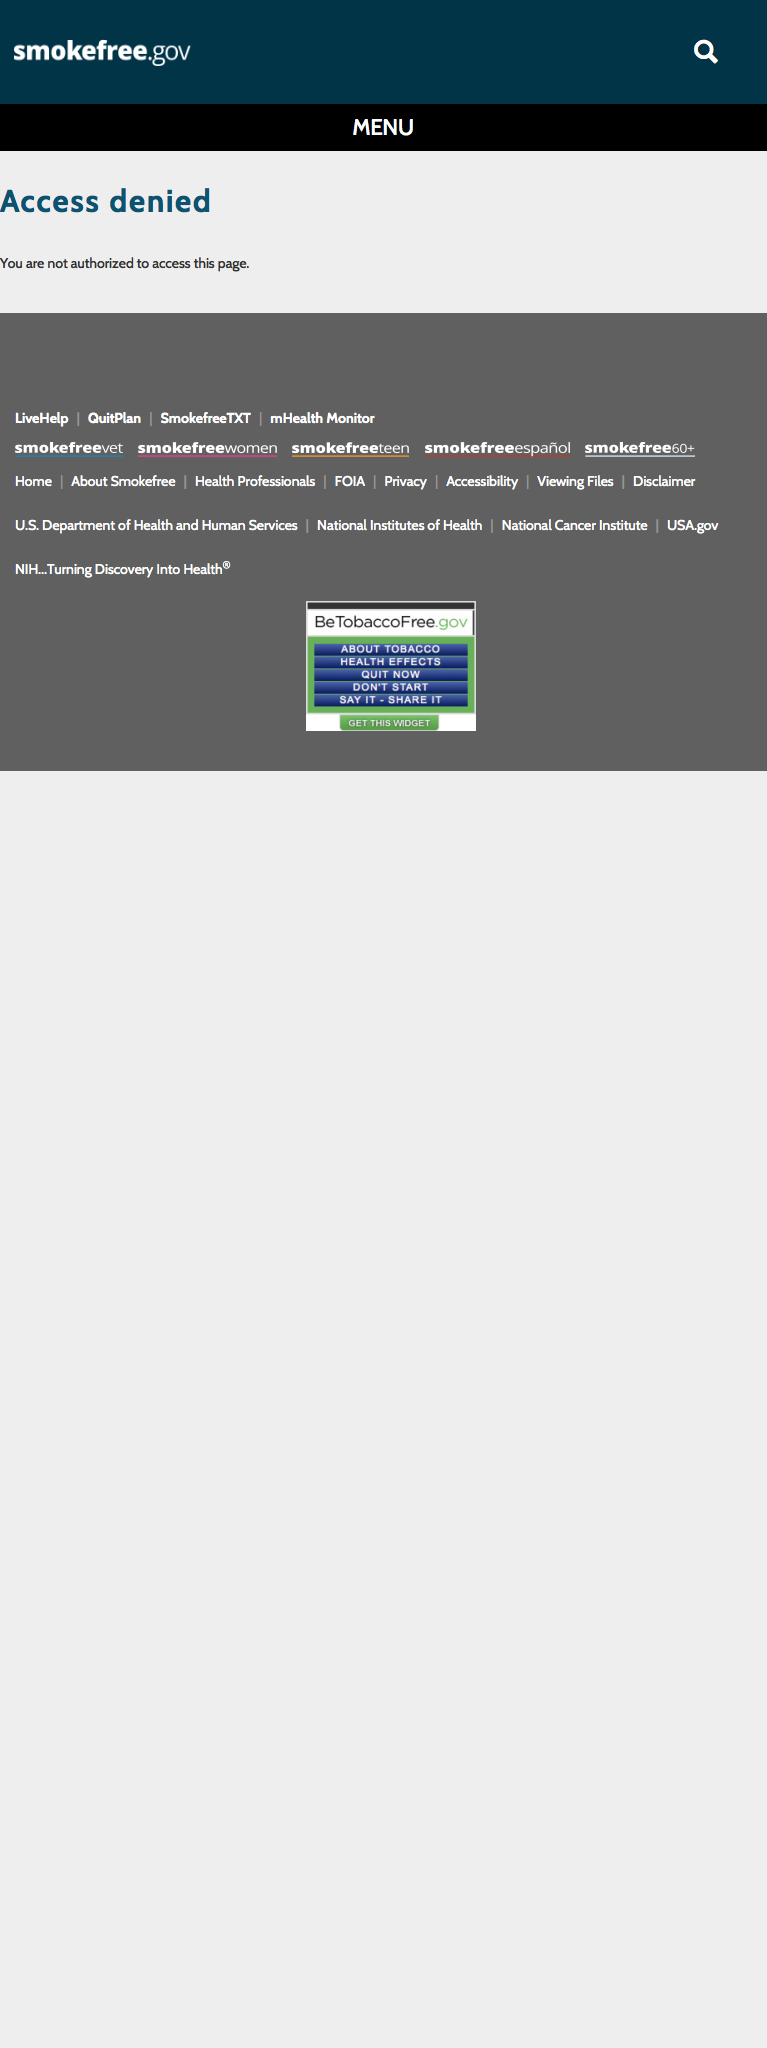 smokefree.gov
MENU
Access denied
You are not authorized to access this page.
LiveHelp | QuitPlan | SmokefreeTXT | mHealth Monitor
smokefreevet smokefreewomen smokefreeteen smokefreeespañol smokefree60+
Home | About Smokefree | Health Professionals | FOIA | Privacy | Accessibility | Viewing Files | Disclaimer
U.S. Department of Health and Human Services | National Institutes of Health | National Cancer Institute | USA.gov
NIH...Turning Discovery Into Health®
BeTobaccoFree.gov
ABOUT TOBACCO
HEALTH EFFECTS
QUIT NOW
DON'T START
SAY IT - SHARE IT
GET THIS WIDGET